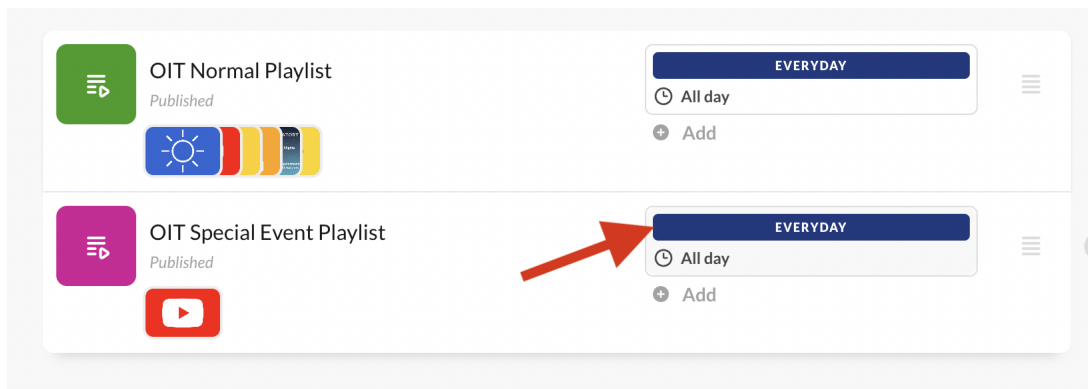 OIT Normal Playlist
Published
EVERYDAY
All day
Add
OIT Special Event Playlist
Published
EVERYDAY
All day
Add